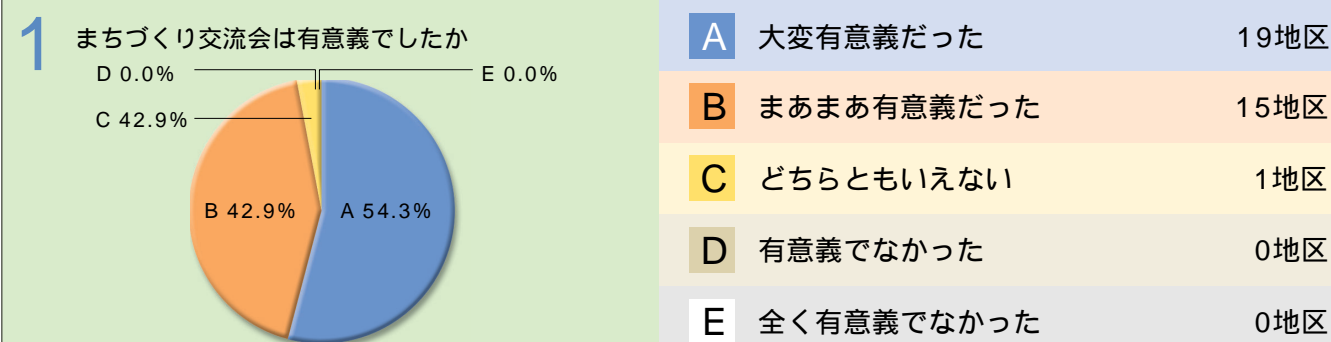 1 まちづくり交流会は有意義でしたか
D 0.0%
E 0.0%
C 42.9%
B 42.9%
A 54.3%
A 大変有意義だった 19地区
B まあまあ有意義だった 15地区
C どちらともいえない 1地区
D 有意義でなかった 0地区
E 全く有意義でなかった 0地区